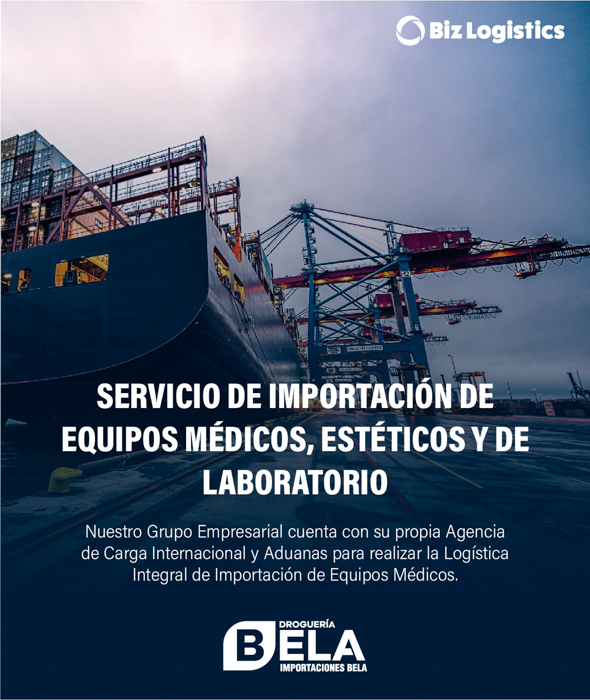 Biz Logistics
SERVICIO DE IMPORTACIÓN DE
EQUIPOS MÉDICOS, ESTÉTICOS Y DE
LABORATORIO
Nuestro Grupo Empresarial cuenta con su propia Agencia
de Carga Internacional y Aduanas para realizar la Logística
Integral de Importación de Equipos Médicos.
DROGUERÍA
BELA
IMPORTACIONES BELA